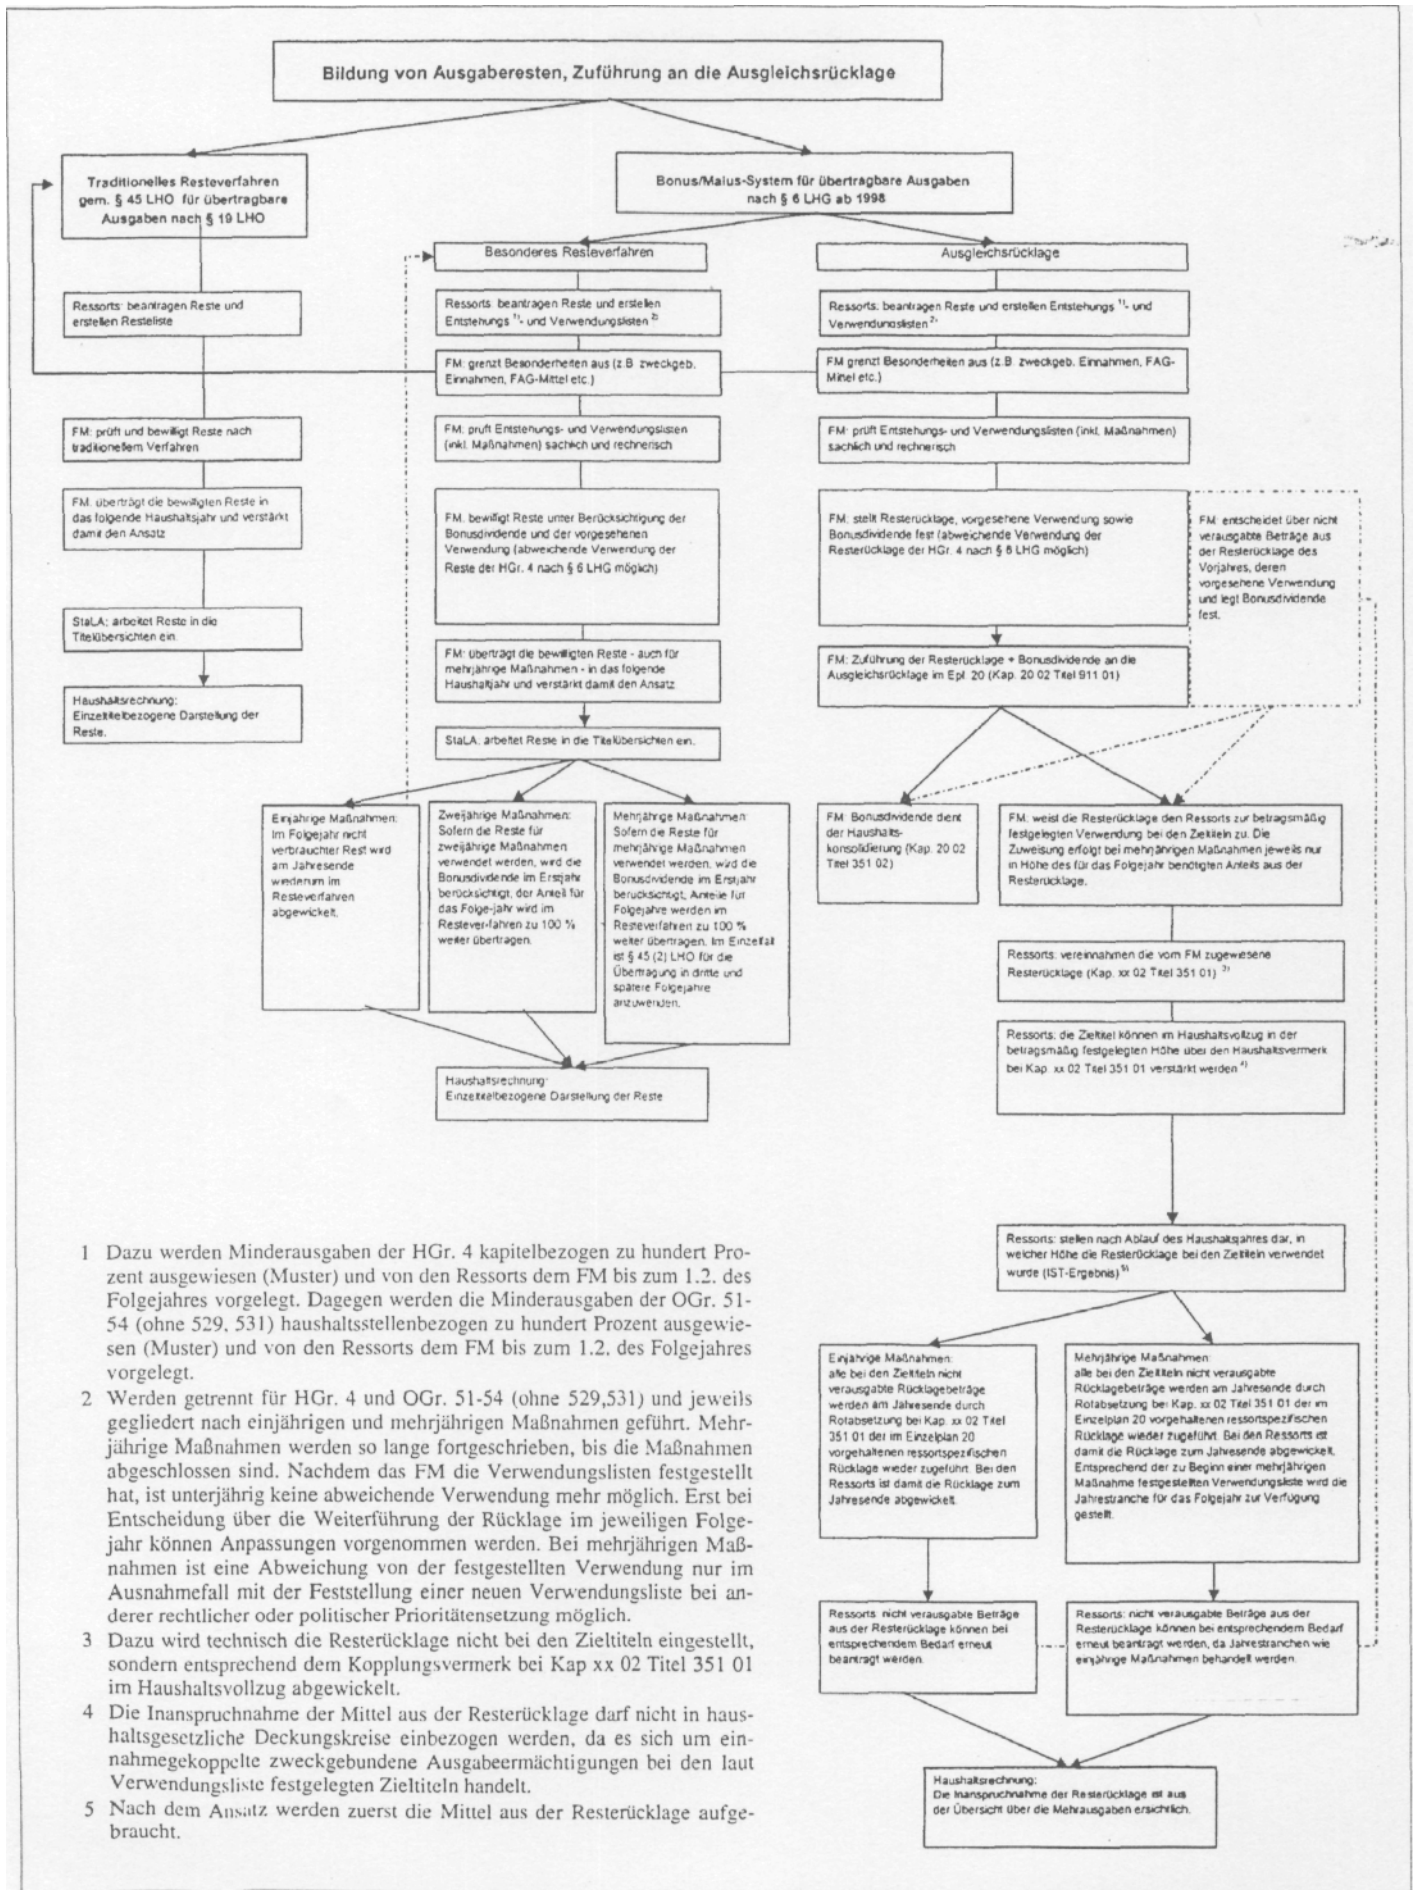 Bildung von Ausgaberesten, Zuführung an die Ausgleichsrücklage
Traditionelles Resteverfahren
gem. § 45 LHO für übertragbare
Ausgaben nach § 19 LHO
Bonus/Malus-System für übertragbare Ausgaben
nach § 6 LHG ab 1998
Ressorts: beantragen Reste und
erstellen Resteliste
FM: prüft und bewilligt Reste nach
traditionellem Verfahren
FM: überträgt die bewilligten Reste in
das folgende Haushaltsjahr und verstärkt
damit den Ansatz
StaLA: arbeitet Reste in die
Titelübersichten ein.
Haushaltsrechnung:
Einzeltitelbezogene Darstellung der
Reste.
Besonderes Resteverfahren
Ressorts: beantragen Reste und erstellen
Entstehungs 1)- und Verwendungslisten 2)
FM: grenzt Besonderheiten aus (z.B. zweckgeb.
Einnahmen, FAG-Mittel etc.)
FM: prüft Entstehungs- und Verwendungslisten
(inkl. Maßnahmen) sachlich und rechnerisch
FM: bewilligt Reste unter Berücksichtigung der
Bonusdividende und der vorgesehenen
Verwendung (abweichende Verwendung der
Reste der HGr. 4 nach § 6 LHG möglich)
FM: überträgt die bewilligten Reste - auch für
mehrjährige Maßnahmen - in das folgende
Haushaltjahr und verstärkt damit den Ansatz
StaLA: arbeitet Reste in die Titelübersichten ein.
Einjährige Maßnahmen:
Im Folgejahr nicht
verbrauchter Rest wird
am Jahresende
wiederum im
Resteverfahren
abgewickelt.
Zweijährige Maßnahmen:
Sofern die Reste für
zweijährige Maßnahmen
verwendet werden, wird die
Bonusdividende im Erstjahr
berücksichtigt, der Anteil für
das Folge-jahr wird im
Restever-fahren zu 100 %
weiter übertragen.
Mehrjährige Maßnahmen:
Sofern die Reste für
mehrjährige Maßnahmen
verwendet werden, wird die
Bonusdividende im Erstjahr
berücksichtigt, Anteile für
Folgejahre werden im
Resteverfahren zu 100 %
weiter übertragen. Im Einzelfall
ist § 45 (2) LHO für die
Übertragung in dritte und
spätere Folgejahre
anzuwenden.
Haushaltsrechnung:
Einzeltitelbezogene Darstellung der Reste
Ausgleichsrücklage
Ressorts: beantragen Reste und erstellen Entstehungs 1)- und
Verwendungslisten 2)
FM grenzt Besonderheiten aus (z.B. zweckgeb. Einnahmen, FAG-
Mittel etc.)
FM: prüft Entstehungs- und Verwendungslisten (inkl. Maßnahmen)
sachlich und rechnerisch
FM: stellt Resterücklage, vorgesehene Verwendung sowie
Bonusdividende fest (abweichende Verwendung der
Resterücklage der HGr. 4 nach § 6 LHG möglich)
FM entscheidet über nicht
verausgabte Beträge aus
der Resterücklage des
Vorjahres, deren
vorgesehene Verwendung
und legt Bonusdividende
fest.
FM: Zuführung der Resterücklage + Bonusdividende an die
Ausgleichsrücklage im Epl. 20 (Kap. 20 02 Titel 911 01)
FM: Bonusdividende dient
der Haushalts-
konsolidierung (Kap. 20 02
Titel 351 02)
FM: weist die Resterücklage den Ressorts zur betragsmäßig
festgelegten Verwendung bei den Zieltiteln zu. Die
Zuweisung erfolgt bei mehrjährigen Maßnahmen jeweils nur
in Höhe des für das Folgejahr benötigten Anteils aus der
Resterücklage.
Ressorts: vereinnahmen die vom FM zugewiesene
Resterücklage (Kap. xx 02 Titel 351 01) 3)
Ressorts: die Zieltitel können im Haushaltsvollzug in der
betragsmäßig festgelegten Höhe über den Haushaltsvermerk
bei Kap. xx 02 Titel 351 01 verstärkt werden 4)
Ressorts: stellen nach Ablauf des Haushaltsjahres dar, in
welcher Höhe die Resterücklage bei den Zieltiteln verwendet
wurde (IST-Ergebnis) 5)
Einjährige Maßnahmen:
alle bei den Zieltiteln nicht
verausgabte Rücklagebeträge
werden am Jahresende durch
Rotabsetzung bei Kap. xx 02 Titel
351 01 der im Einzelplan 20
vorgehaltenen ressortspezifischen
Rücklage wieder zugeführt. Bei den
Ressorts ist damit die Rücklage zum
Jahresende abgewickelt.
Mehrjährige Maßnahmen:
alle bei den Zieltiteln nicht verausgabte
Rücklagebeträge werden am Jahresende durch
Rotabsetzung bei Kap. xx 02 Titel 351 01 der im
Einzelplan 20 vorgehaltenen ressortspezifischen
Rücklage wieder zugeführt. Bei den Ressorts ist
damit die Rücklage zum Jahresende abgewickelt.
Entsprechend der zu Beginn einer mehrjährigen
Maßnahme festgestellten Verwendungsliste wird die
Jahrestranche für das Folgejahr zur Verfügung
gestellt.
Ressorts: nicht verausgabte Beträge
aus der Resterücklage können bei
entsprechendem Bedarf erneut
beantragt werden.
Ressorts: nicht verausgabte Beträge aus der
Resterücklage können bei entsprechendem Bedarf
erneut beantragt werden, da Jahrestranchen wie
einjährige Maßnahmen behandelt werden.
Haushaltsrechnung:
Die Inanspruchnahme der Resterücklage ist aus
der Übersicht über die Mehrausgaben ersichtlich.
1 Dazu werden Minderausgaben der HGr. 4 kapitelbezogen zu hundert Pro-
zent ausgewiesen (Muster) und von den Ressorts dem FM bis zum 1.2. des
Folgejahres vorgelegt. Dagegen werden die Minderausgaben der OGr. 51-
54 (ohne 529, 531) haushaltsstellenbezogen zu hundert Prozent ausgewie-
sen (Muster) und von den Ressorts dem FM bis zum 1.2. des Folgejahres
vorgelegt.
2 Werden getrennt für HGr. 4 und OGr. 51-54 (ohne 529,531) und jeweils
gegliedert nach einjährigen und mehrjährigen Maßnahmen geführt. Mehr-
jährige Maßnahmen werden so lange fortgeschrieben, bis die Maßnahmen
abgeschlossen sind. Nachdem das FM die Verwendungslisten festgestellt
hat, ist unterjährig keine abweichende Verwendung mehr möglich. Erst bei
Entscheidung über die Weiterführung der Rücklage im jeweiligen Folge-
jahr können Anpassungen vorgenommen werden. Bei mehrjährigen Maß-
nahmen ist eine Abweichung von der festgestellten Verwendung nur im
Ausnahmefall mit der Feststellung einer neuen Verwendungsliste bei an-
derer rechtlicher oder politischer Prioritätensetzung möglich.
3 Dazu wird technisch die Resterücklage nicht bei den Zieltiteln eingestellt,
sondern entsprechend dem Kopplungsvermerk bei Kap xx 02 Titel 351 01
im Haushaltsvollzug abgewickelt.
4 Die Inanspruchnahme der Mittel aus der Resterücklage darf nicht in haus-
haltsgesetzliche Deckungskreise einbezogen werden, da es sich um ein-
nahmegekoppelte zweckgebundene Ausgabeermächtigungen bei den laut
Verwendungsliste festgelegten Zieltiteln handelt.
5 Nach dem Ansatz werden zuerst die Mittel aus der Resterücklage aufge-
braucht.